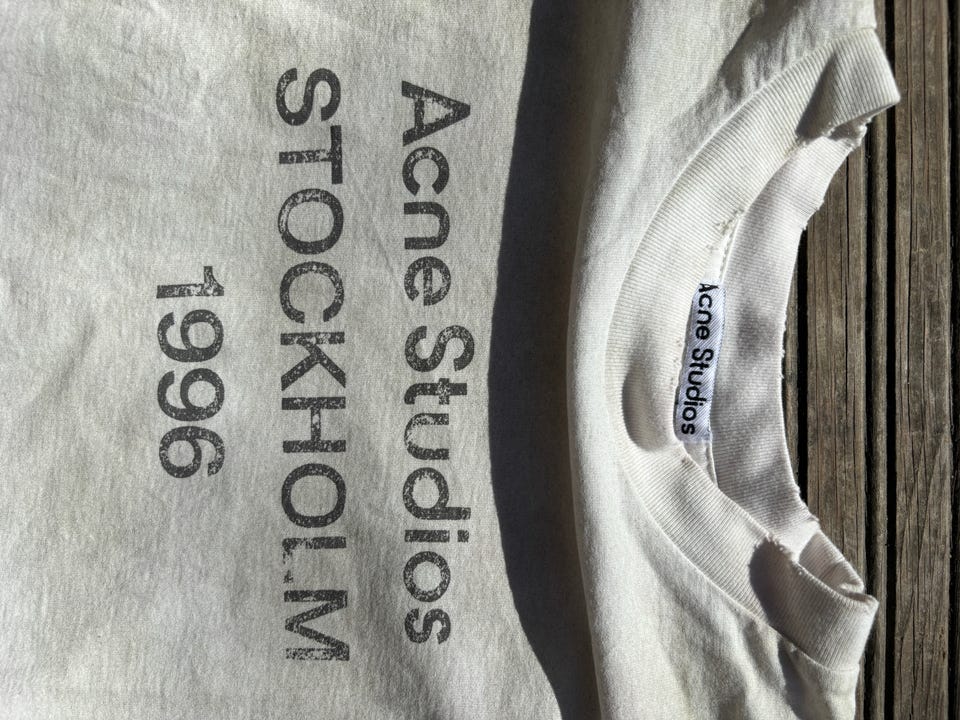 Acne Studios
Acne Studios
STOCKHOLM
1996